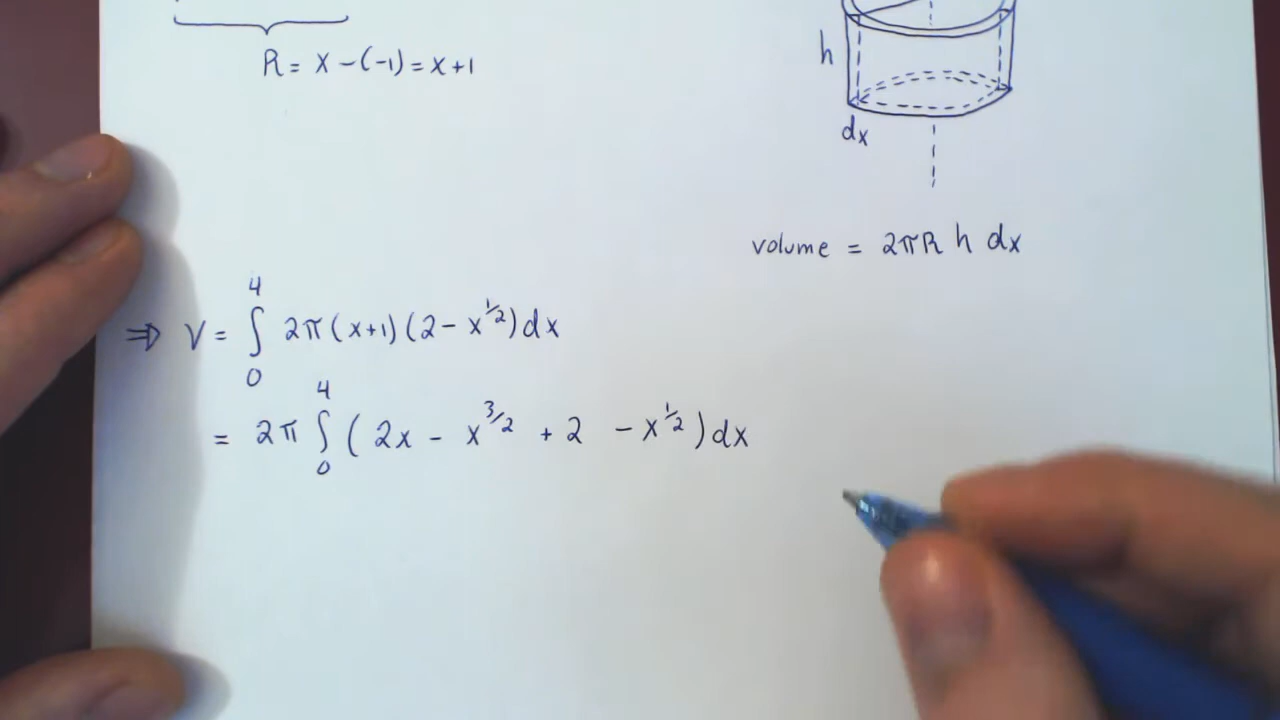 R = x - (-1) = x + 1
h
dx
volume = 2πR h dx
⇒ V = ∫₀⁴ 2π (x+1) (2 - x^{1/2}) dx
= 2π ∫₀⁴ ( 2x - x^{3/2} + 2 - x^{1/2} ) dx